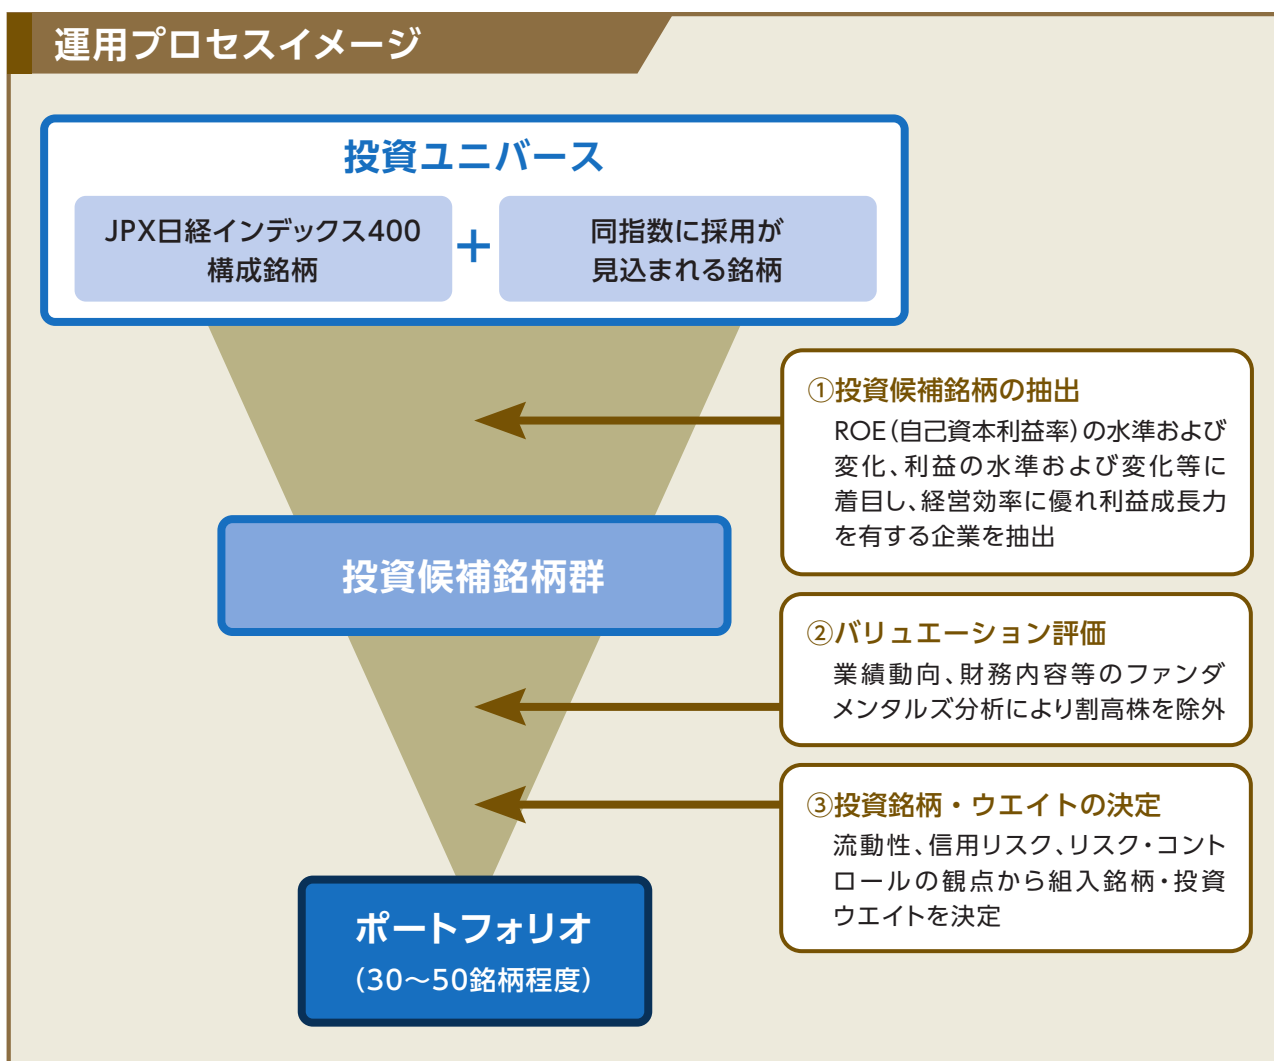 運用プロセスイメージ
投資ユニバース
JPX日経インデックス400
構成銘柄
+
同指数に採用が
見込まれる銘柄
①投資候補銘柄の抽出
ROE(自己資本利益率)の水準および
変化、利益の水準および変化等に
着目し、経営効率に優れ利益成長力
を有する企業を抽出
投資候補銘柄群
②バリュエーション評価
業績動向、財務内容等のファンダ
メンタルズ分析により割高株を除外
③投資銘柄・ウエイトの決定
流動性、信用リスク、リスク・コント
ロールの観点から組入銘柄・投資
ウエイトを決定
ポートフォリオ
(30～50銘柄程度)